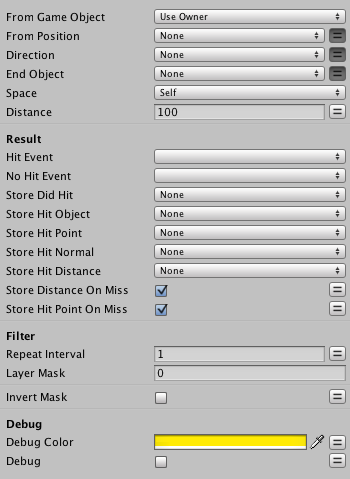 From Game Object Use Owner
From Position None
Direction None
End Object None
Space Self
Distance 100
Result
Hit Event
No Hit Event
Store Did Hit None
Store Hit Object None
Store Hit Point None
Store Hit Normal None
Store Hit Distance None
Store Distance On Miss
Store Hit Point On Miss
Filter
Repeat Interval 1
Layer Mask 0
Invert Mask
Debug
Debug Color
Debug